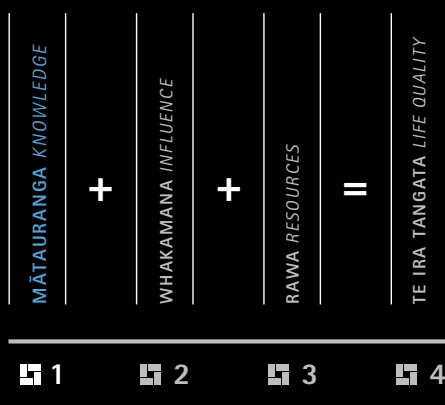 MĀTAURANGA KNOWLEDGE
+
WHAKAMANA INFLUENCE
+
RAWA RESOURCES
=
TE IRA TANGATA LIFE QUALITY
1
2
3
4